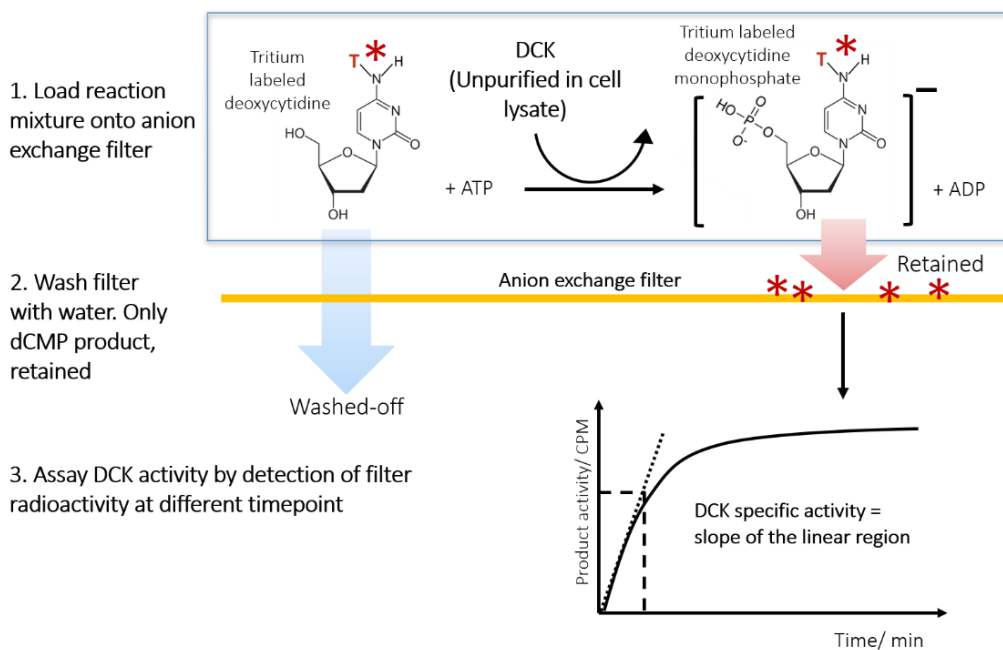 1. Load reaction
mixture onto anion
exchange filter
Tritium
labeled
deoxycytidine
T
*
H
N
N
N
O
HO
O
OH
+ ATP
DCK
(Unpurified in cell
lysate)
Tritium labeled
deoxycytidine
monophosphate
T
*
H
N
N
N
O
O
HO
P
O
O-
O
OH
−
+ ADP
2. Wash filter
with water. Only
dCMP product,
retained
Anion exchange filter
Retained
* * * *
Washed-off
3. Assay DCK activity by detection of filter
radioactivity at different timepoint
Product activity/ CPM
DCK specific activity =
slope of the linear region
Time/ min